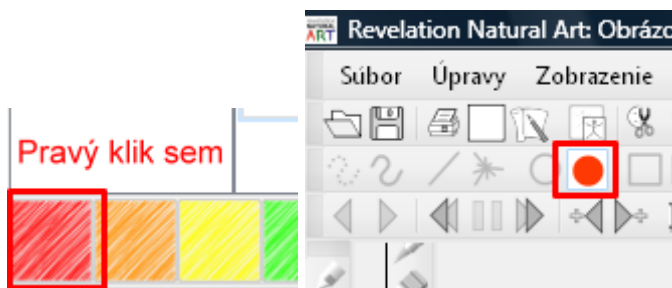 Pravý klik sem
Revelation Natural Art: Obrázo
Súbor Úpravy Zobrazenie